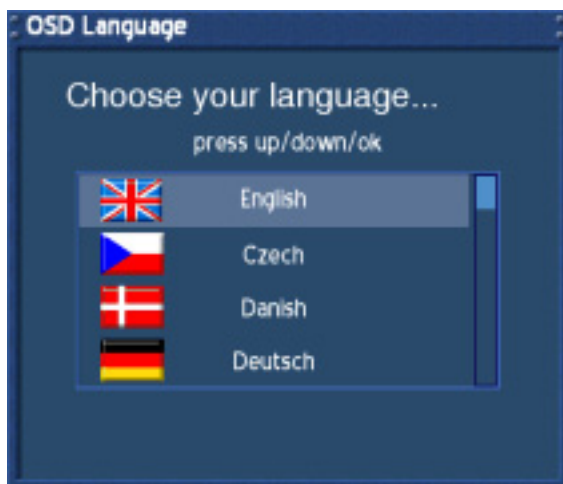 OSD Language
Choose your language...
press up/down/ok
English
Czech
Danish
Deutsch